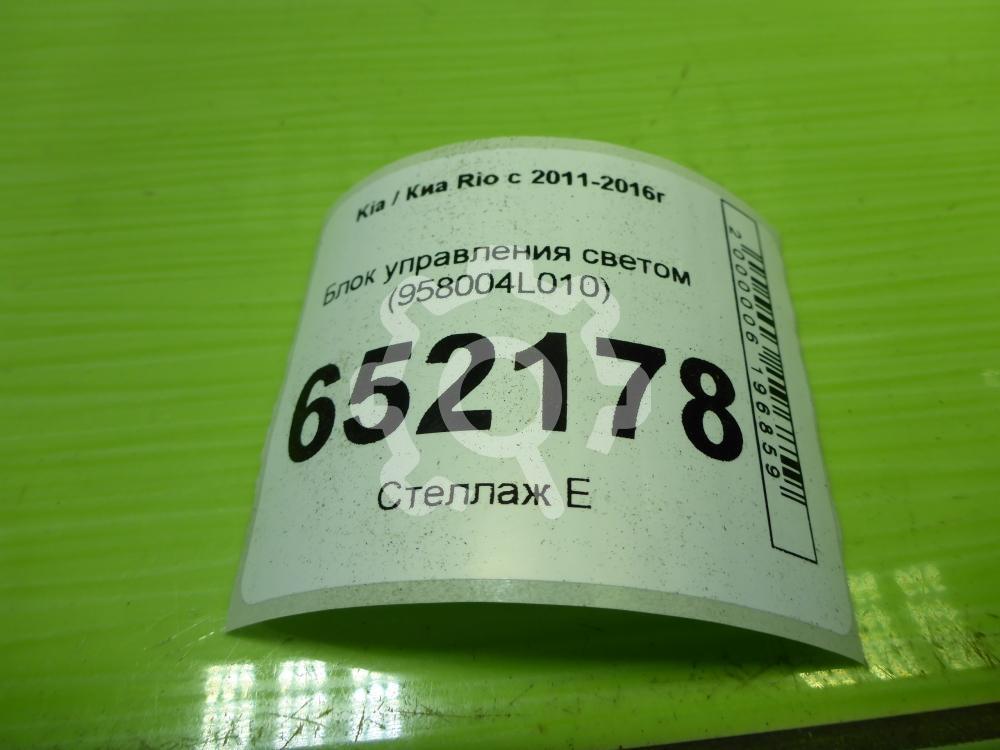 Kia / Киа Rio с 2011-2016г
Блок управления светом
(958004L010)
652178
Стеллаж Е
2000006196859